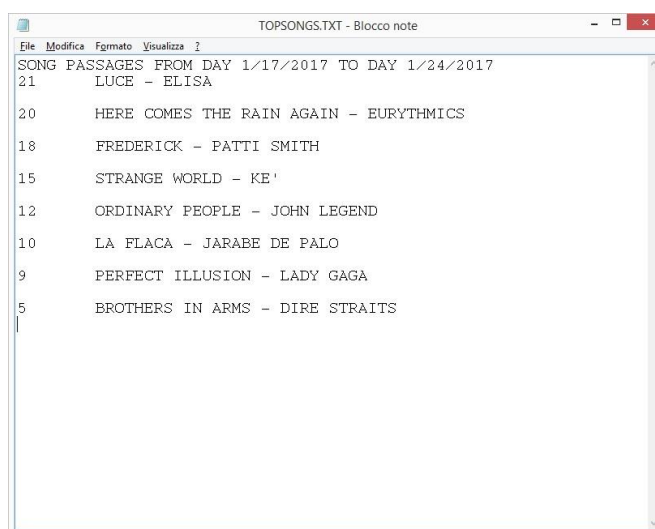 TOPSONGS.TXT - Blocco note
File Modifica Formato Visualizza ?
SONG PASSAGES FROM DAY 1/17/2017 TO DAY 1/24/2017
21 LUCE - ELISA
20 HERE COMES THE RAIN AGAIN - EURYTHMICS
18 FREDERICK - PATTI SMITH
15 STRANGE WORLD - KE'
12 ORDINARY PEOPLE - JOHN LEGEND
10 LA FLACA - JARABE DE PALO
9 PERFECT ILLUSION - LADY GAGA
5 BROTHERS IN ARMS - DIRE STRAITS